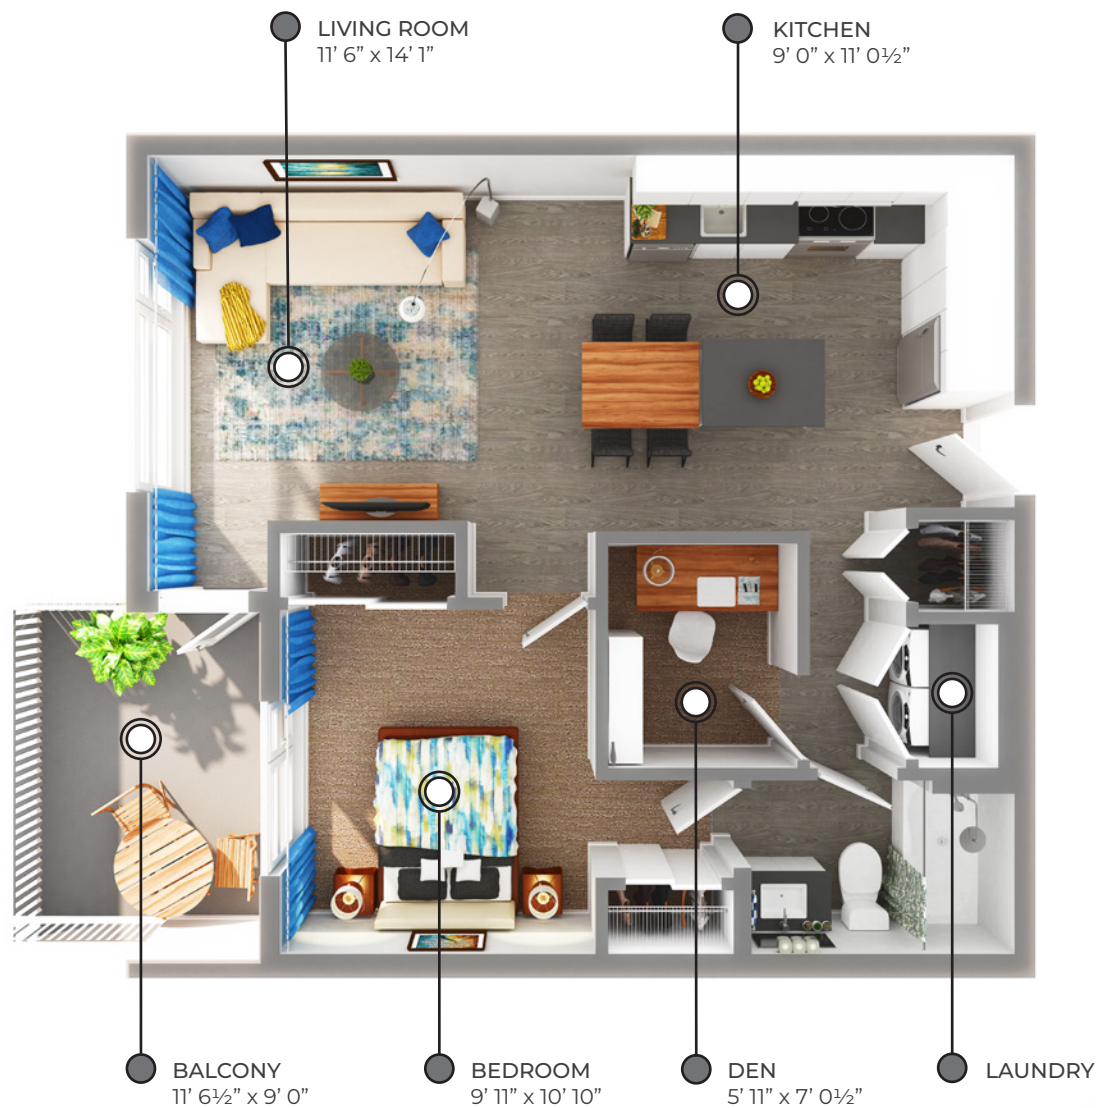 LIVING ROOM
11’ 6” x 14’ 1”
KITCHEN
9’ 0” x 11’ 0½”
BALCONY
11’ 6½” x 9’ 0”
BEDROOM
9’ 11” x 10’ 10”
DEN
5’ 11” x 7’ 0½”
LAUNDRY